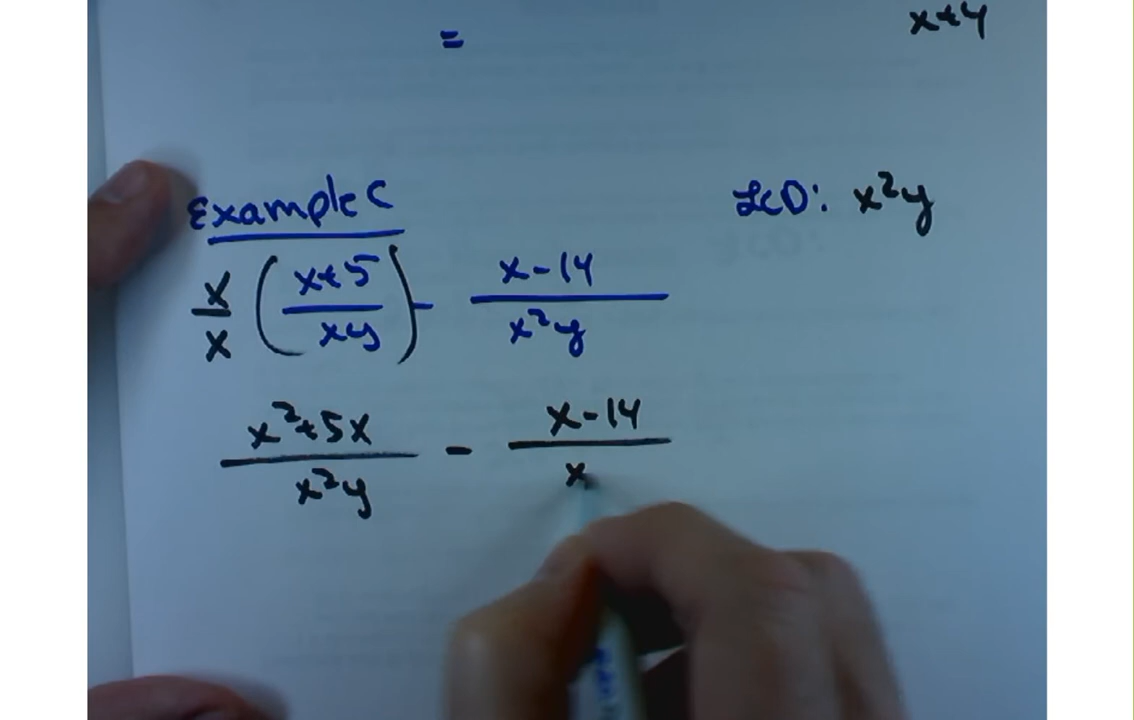 = x+4
Example C
LCD: x²y
x/x ((x+5)/(xy)) - (x-14)/(x²y)
(x²+5x)/(x²y) - (x-14)/x